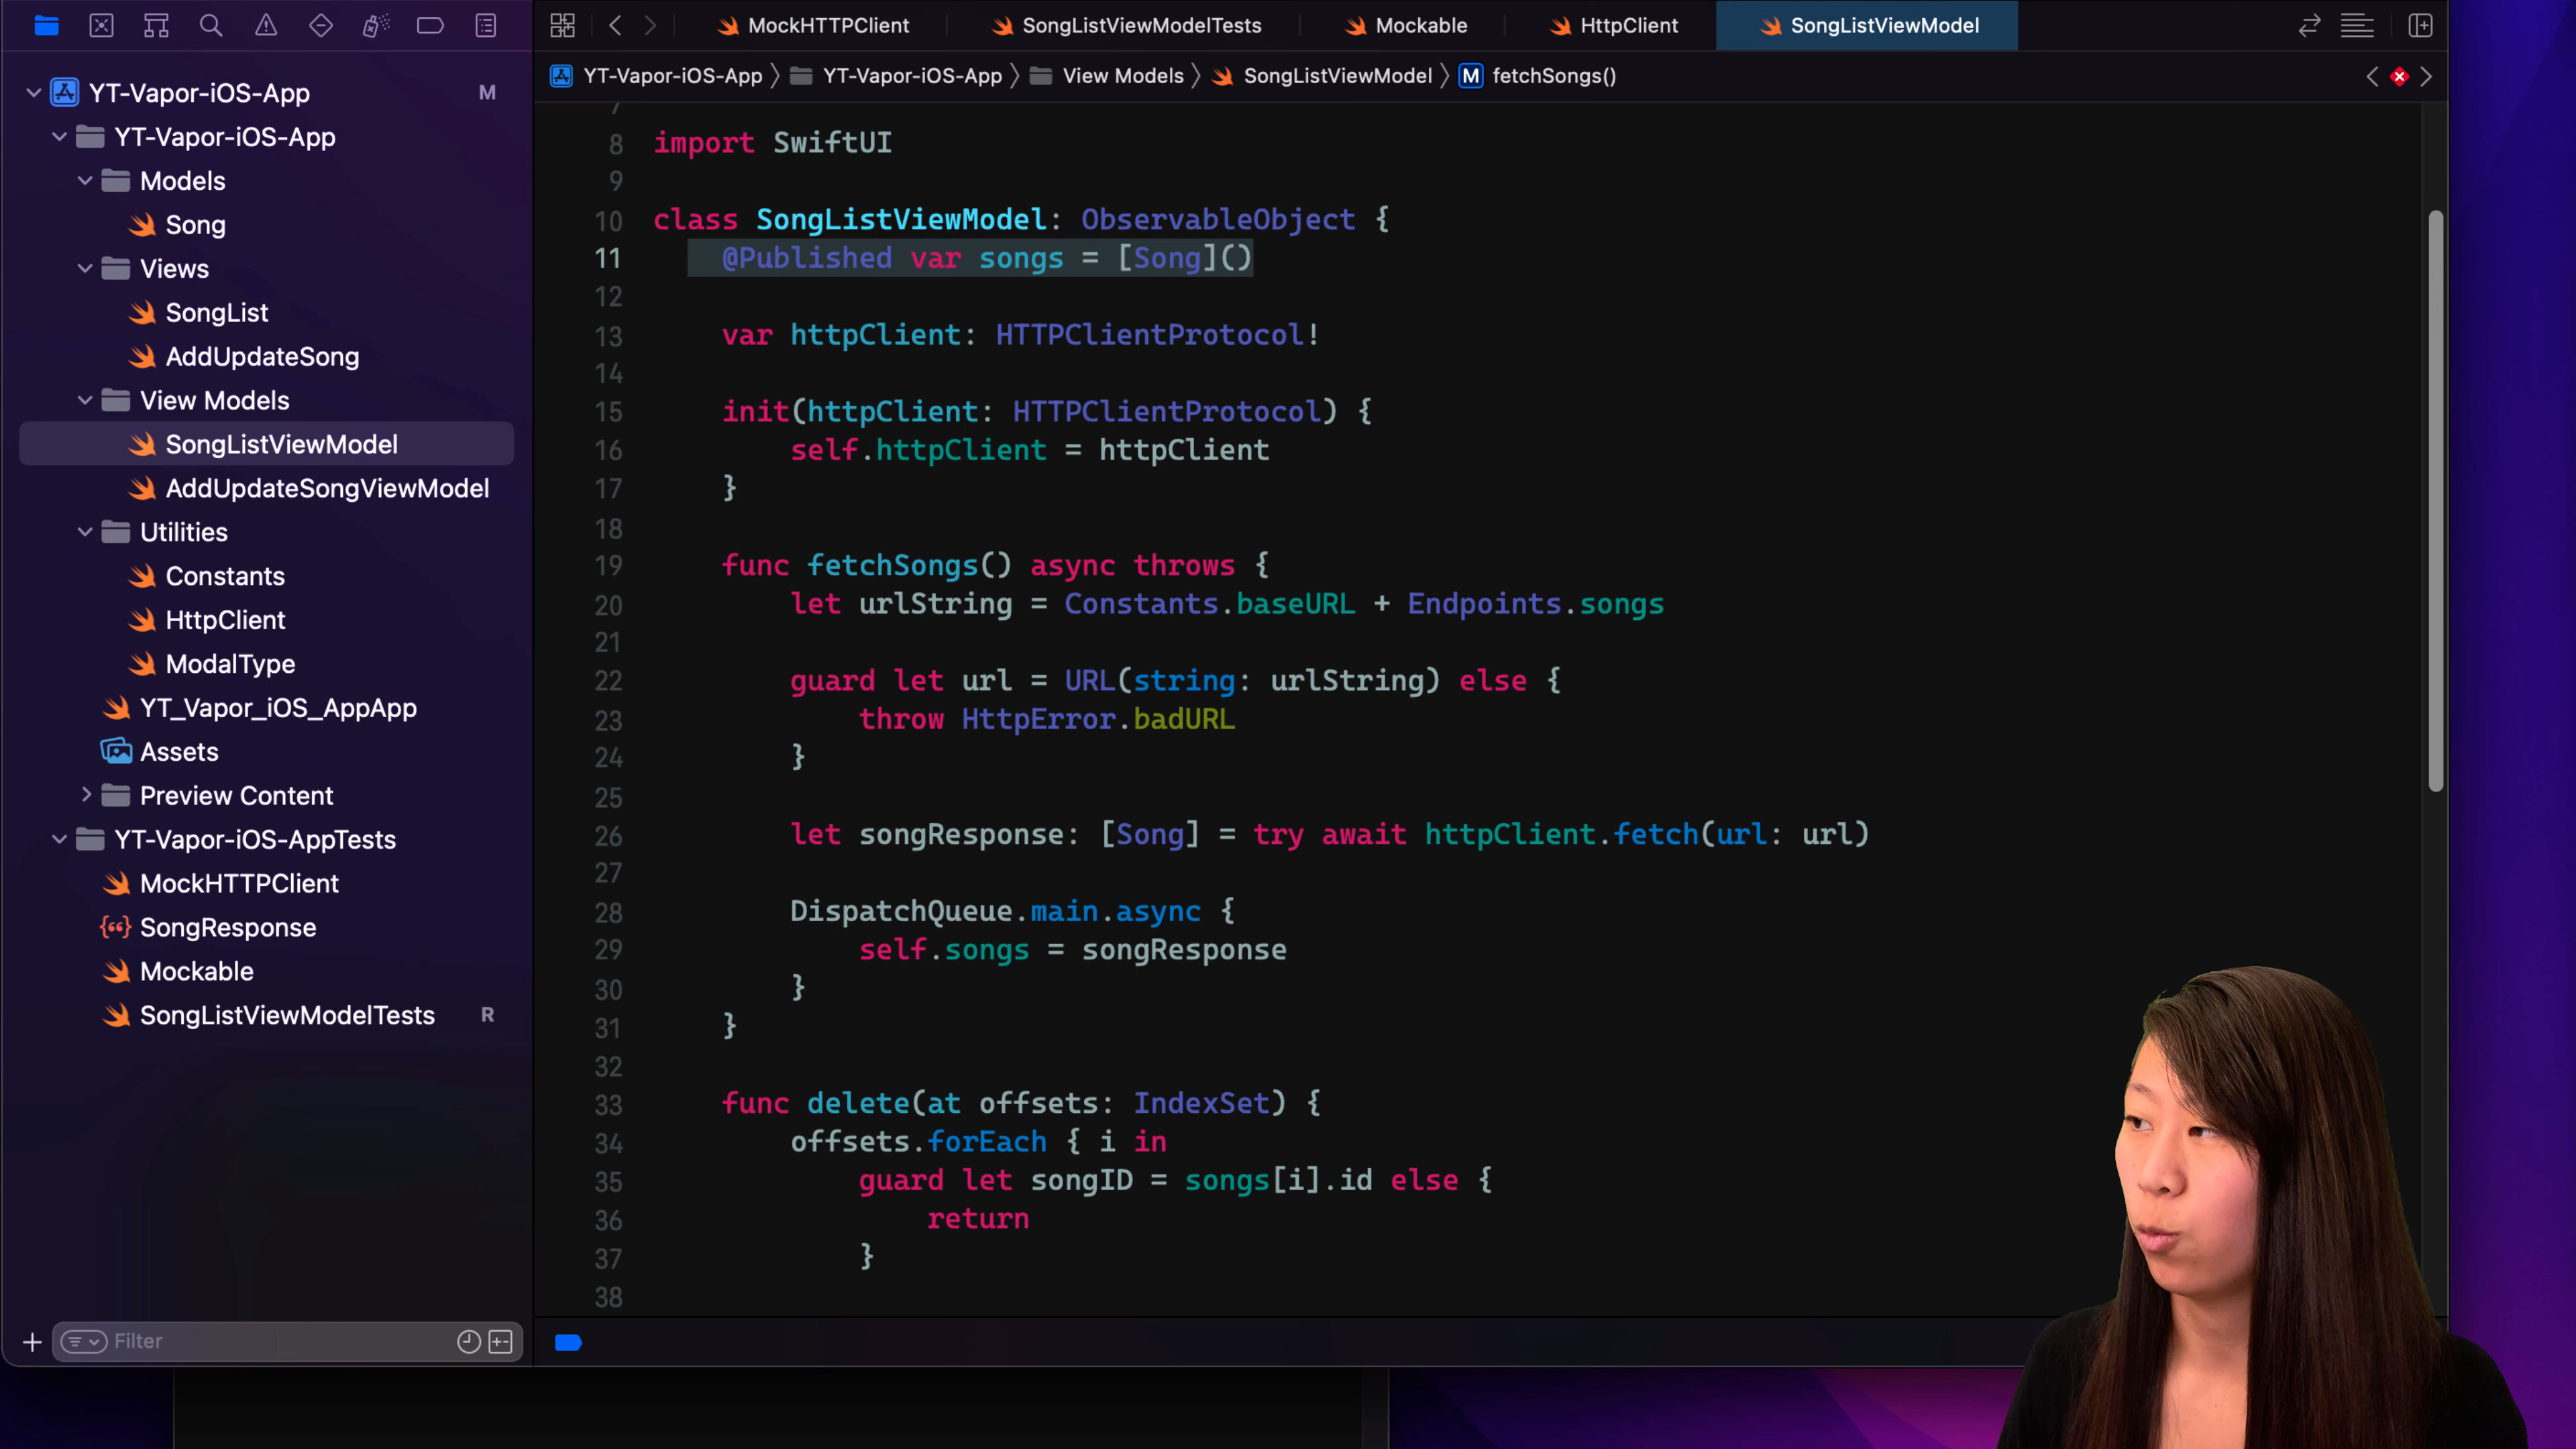 MockHTTPClient
SongListViewModelTests
Mockable
HttpClient
SongListViewModel
YT-Vapor-iOS-App
YT-Vapor-iOS-App
View Models
SongListViewModel
M
fetchSongs()
YT-Vapor-iOS-App
M
YT-Vapor-iOS-App
Models
Song
Views
SongList
AddUpdateSong
View Models
SongListViewModel
AddUpdateSongViewModel
Utilities
Constants
HttpClient
ModalType
YT_Vapor_iOS_AppApp
Assets
Preview Content
YT-Vapor-iOS-AppTests
MockHTTPClient
SongResponse
Mockable
SongListViewModelTests
R
Filter
7
8 import SwiftUI
9
10 class SongListViewModel: ObservableObject {
11 @Published var songs = [Song]()
12
13 var httpClient: HTTPClientProtocol!
14
15 init(httpClient: HTTPClientProtocol) {
16 self.httpClient = httpClient
17 }
18
19 func fetchSongs() async throws {
20 let urlString = Constants.baseURL + Endpoints.songs
21
22 guard let url = URL(string: urlString) else {
23 throw HttpError.badURL
24 }
25
26 let songResponse: [Song] = try await httpClient.fetch(url: url)
27
28 DispatchQueue.main.async {
29 self.songs = songResponse
30 }
31 }
32
33 func delete(at offsets: IndexSet) {
34 offsets.forEach { i in
35 guard let songID = songs[i].id else {
36 return
37 }
38